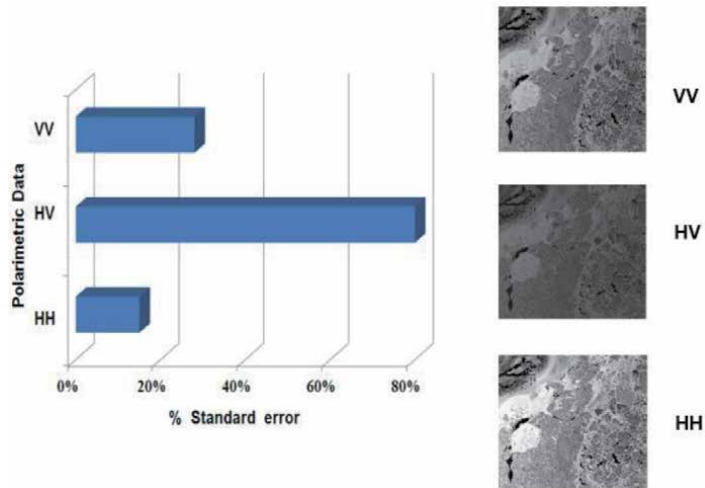 Polarimetric Data
VV
HV
HH
0% 20% 40% 60% 80%
% Standard error
VV
HV
HH